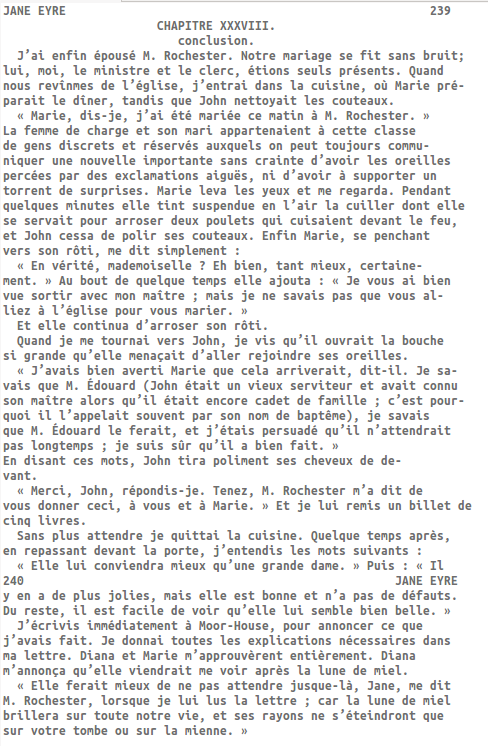 JANE EYRE 239
CHAPITRE XXXVIII.
conclusion.
J’ai enfin épousé M. Rochester. Notre mariage se fit sans bruit;
lui, moi, le ministre et le clerc, étions seuls présents. Quand
nous revînmes de l’église, j’entrai dans la cuisine, où Marie pré-
parait le dîner, tandis que John nettoyait les couteaux.
« Marie, dis-je, j’ai été mariée ce matin à M. Rochester. »
La femme de charge et son mari appartenaient à cette classe
de gens discrets et réservés auxquels on peut toujours commu-
niquer une nouvelle importante sans crainte d’avoir les oreilles
percées par des exclamations aiguës, ni d’avoir à supporter un
torrent de surprises. Marie leva les yeux et me regarda. Pendant
quelques minutes elle tint suspendue en l’air la cuiller dont elle
se servait pour arroser deux poulets qui cuisaient devant le feu,
et John cessa de polir ses couteaux. Enfin Marie, se penchant
vers son rôti, me dit simplement :
« En vérité, mademoiselle ? Eh bien, tant mieux, certaine-
ment. » Au bout de quelque temps elle ajouta : « Je vous ai bien
vue sortir avec mon maître ; mais je ne savais pas que vous al-
liez à l’église pour vous marier. »
Et elle continua d’arroser son rôti.
Quand je me tournai vers John, je vis qu’il ouvrait la bouche
si grande qu’elle menaçait d’aller rejoindre ses oreilles.
« J’avais bien averti Marie que cela arriverait, dit-il. Je sa-
vais que M. Édouard (John était un vieux serviteur et avait connu
son maître alors qu’il était encore cadet de famille ; c’est pour-
quoi il l’appelait souvent par son nom de baptême), je savais
que M. Édouard le ferait, et j’étais persuadé qu’il n’attendrait
pas longtemps ; je suis sûr qu’il a bien fait. »
En disant ces mots, John tira poliment ses cheveux de de-
vant.
« Merci, John, répondis-je. Tenez, M. Rochester m’a dit de
vous donner ceci, à vous et à Marie. » Et je lui remis un billet de
cinq livres.
Sans plus attendre je quittai la cuisine. Quelque temps après,
en repassant devant la porte, j’entendis les mots suivants :
« Elle lui conviendra mieux qu’une grande dame. » Puis : « Il
240 JANE EYRE
y en a de plus jolies, mais elle est bonne et n’a pas de défauts.
Du reste, il est facile de voir qu’elle lui semble bien belle. »
J’écrivis immédiatement à Moor-House, pour annoncer ce que
j’avais fait. Je donnai toutes les explications nécessaires dans
ma lettre. Diana et Marie m’approuvèrent entièrement. Diana
m’annonça qu’elle viendrait me voir après la lune de miel.
« Elle ferait mieux de ne pas attendre jusque-là, Jane, me dit
M. Rochester, lorsque je lui lus la lettre ; car la lune de miel
brillera sur toute notre vie, et ses rayons ne s’éteindront que
sur votre tombe ou sur la mienne. »